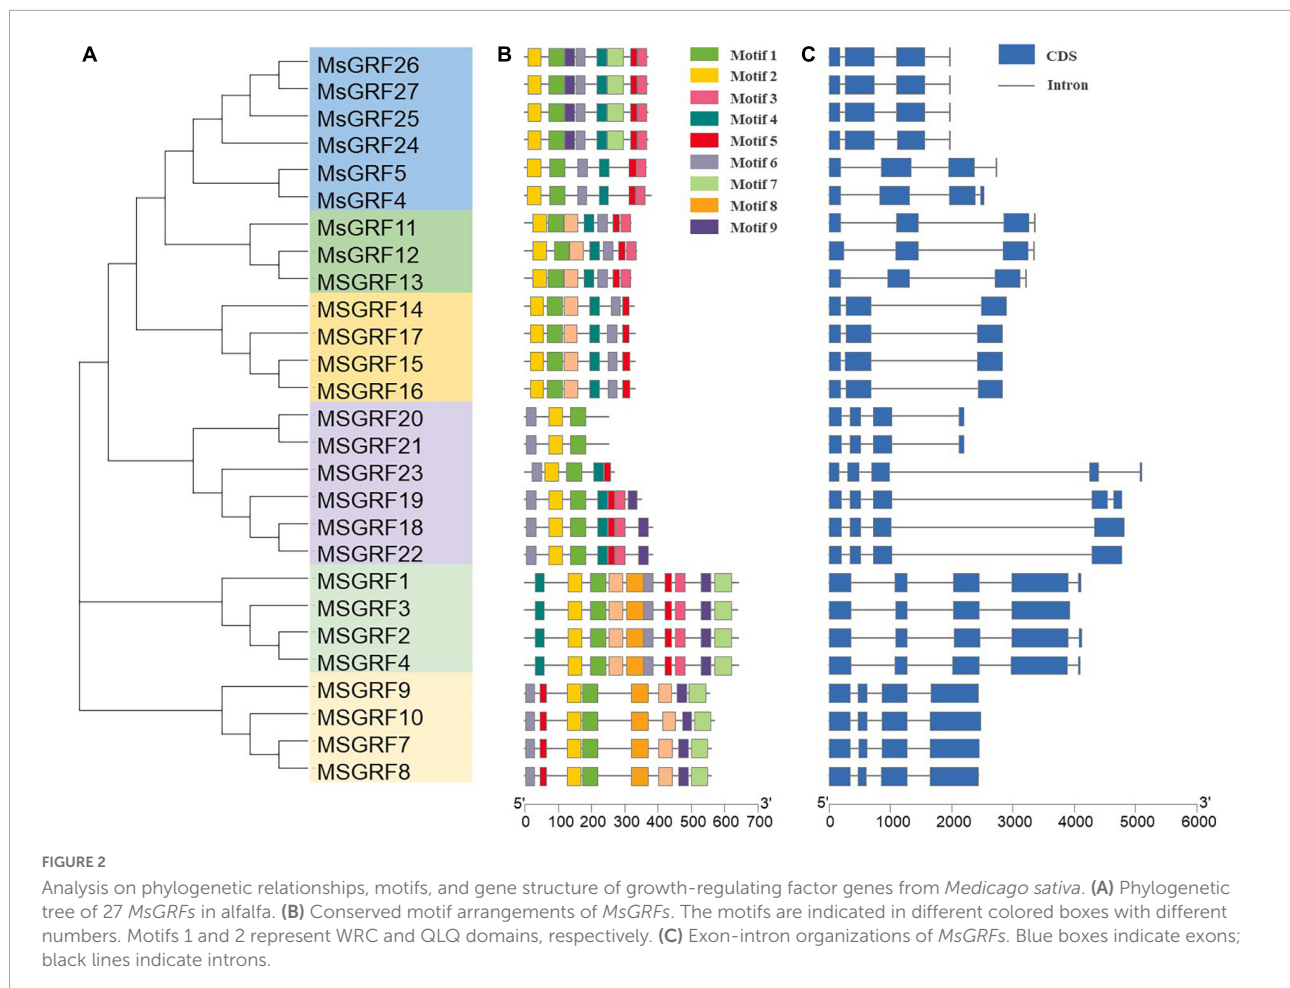 A
MsGRF26
MsGRF27
MsGRF25
MsGRF24
MsGRF5
MsGRF4
MsGRF11
MsGRF12
MSGRF13
MSGRF14
MSGRF17
MSGRF15
MSGRF16
MSGRF20
MSGRF21
MSGRF23
MSGRF19
MSGRF18
MSGRF22
MSGRF1
MSGRF3
MSGRF2
MSGRF4
MSGRF9
MSGRF10
MSGRF7
MSGRF8
B
Motif 1
Motif 2
Motif 3
Motif 4
Motif 5
Motif 6
Motif 7
Motif 8
Motif 9
5' 3'
0 100 200 300 400 500 600 700
C
CDS
Intron
5' 3'
0 1000 2000 3000 4000 5000 6000
FIGURE 2
Analysis on phylogenetic relationships, motifs, and gene structure of growth-regulating factor genes from Medicago sativa. (A) Phylogenetic
tree of 27 MsGRFs in alfalfa. (B) Conserved motif arrangements of MsGRFs. The motifs are indicated in different colored boxes with different
numbers. Motifs 1 and 2 represent WRC and QLQ domains, respectively. (C) Exon-intron organizations of MsGRFs. Blue boxes indicate exons;
black lines indicate introns.